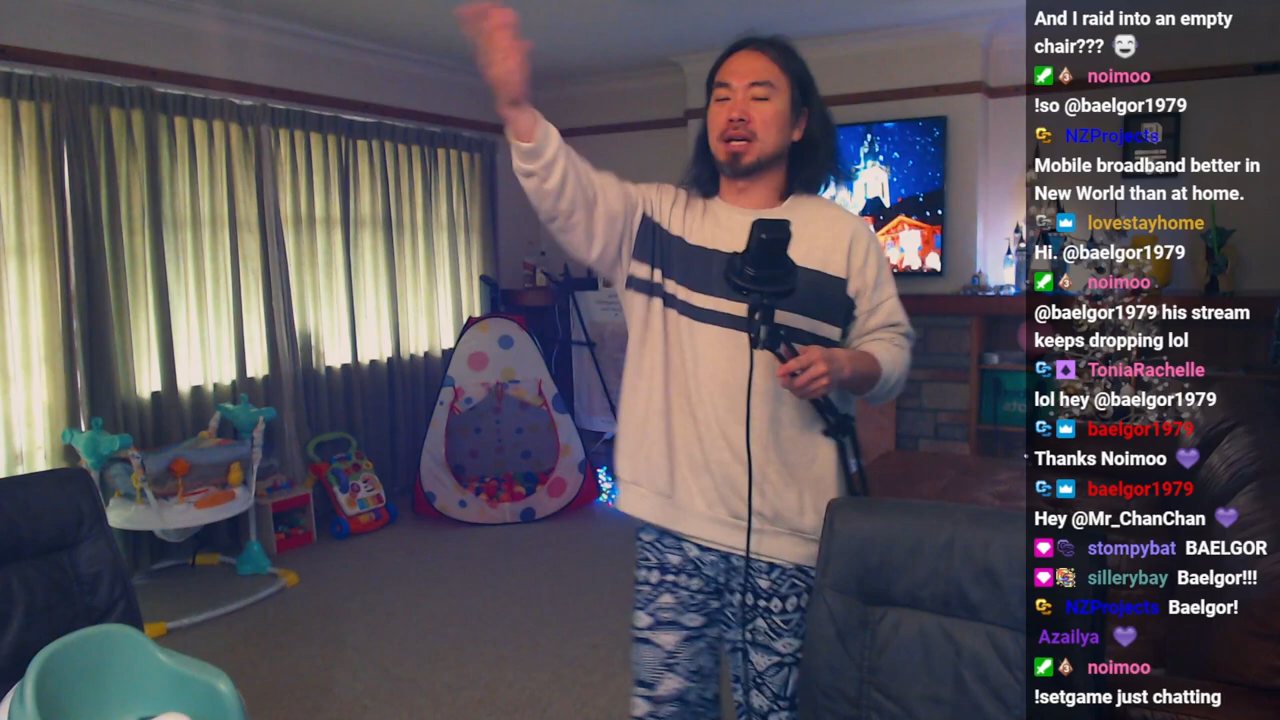 And I raid into an empty
chair???
noimoo
!so @baelgor1979
NZProjects
Mobile broadband better in
New World than at home.
lovestayhome
Hi. @baelgor1979
noimoo
@baelgor1979 his stream
keeps dropping lol
ToniaRachelle
lol hey @baelgor1979
baelgor1979
Thanks Noimoo
baelgor1979
Hey @Mr_ChanChan
stompybat BAELGOR
sillerybay Baelgor!!!
NZProjects Baelgor!
Azailya
noimoo
!setgame just chatting